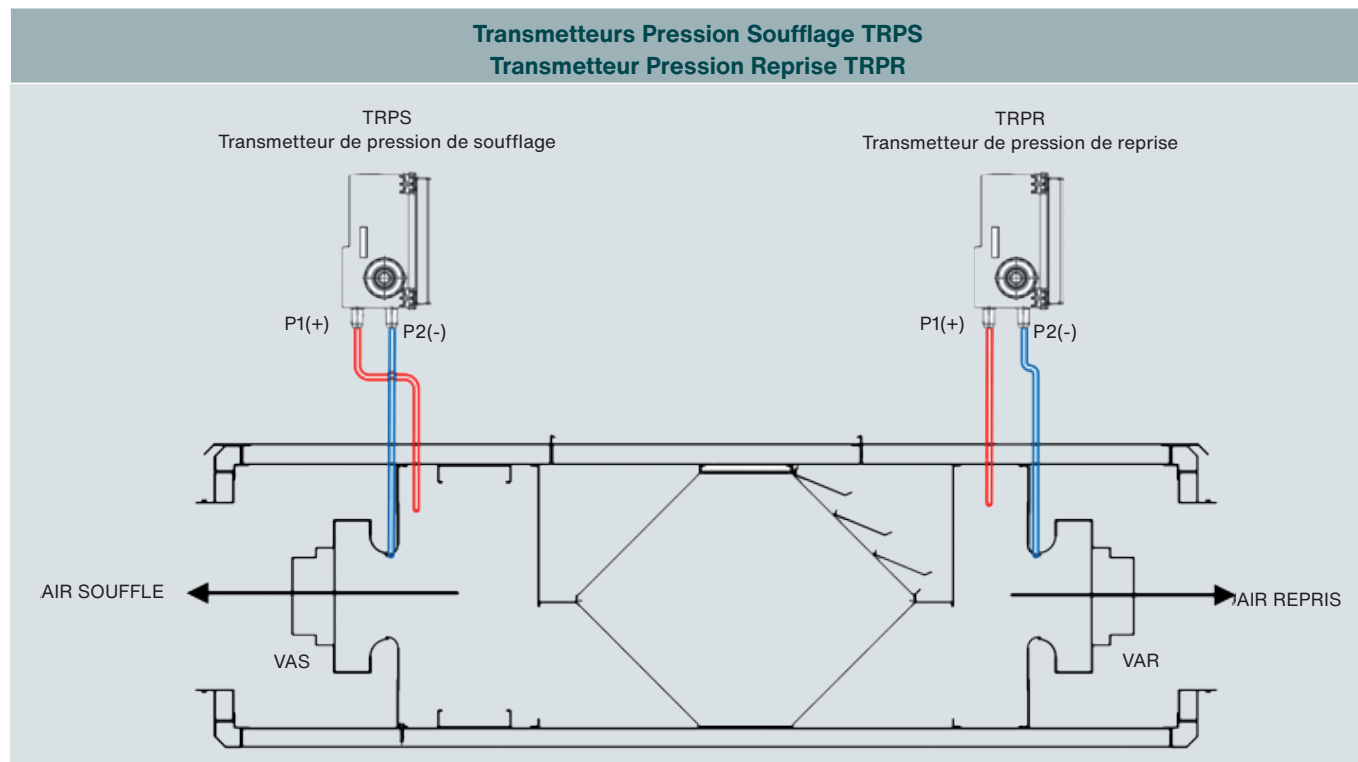 Transmetteurs Pression Soufflage TRPS
Transmetteur Pression Reprise TRPR
TRPS
Transmetteur de pression de soufflage
TRPR
Transmetteur de pression de reprise
P1(+)
P2(-)
P1(+)
P2(-)
AIR SOUFFLE
AIR REPRIS
VAS
VAR